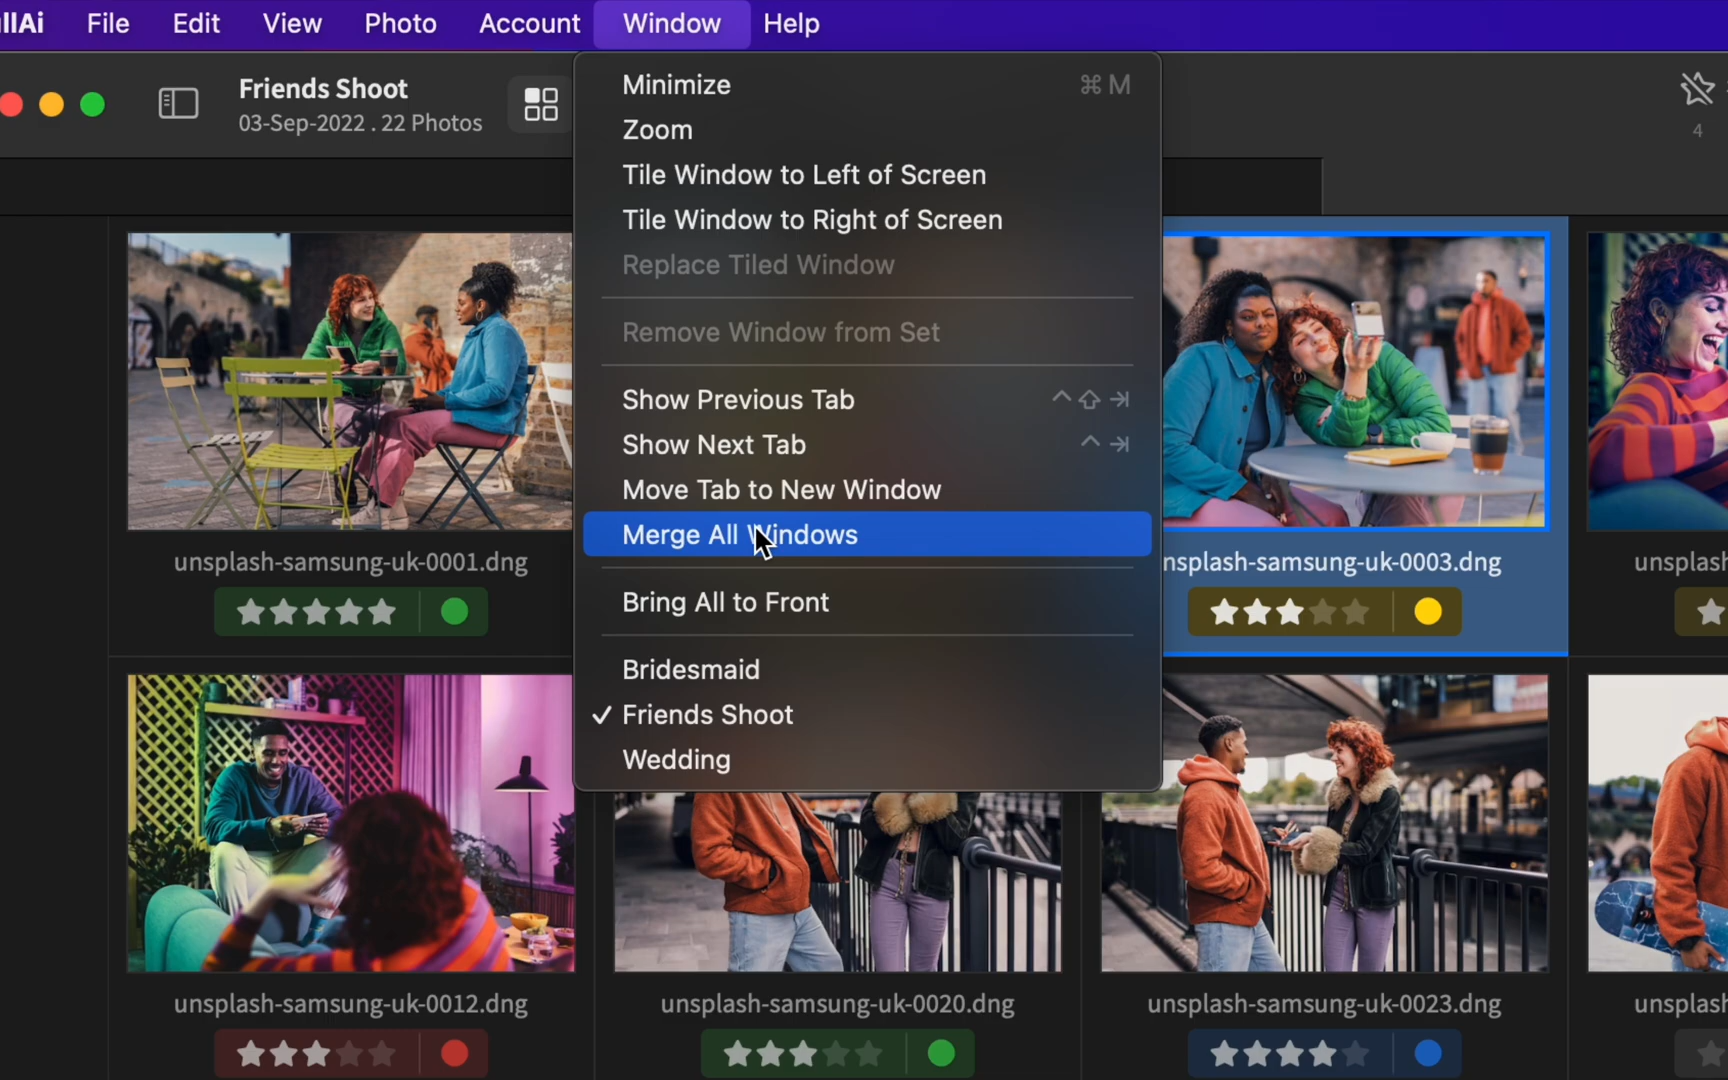 llAi File Edit View Photo Account Window Help
Friends Shoot
03-Sep-2022 . 22 Photos
4
Minimize ⌘ M
Zoom
Tile Window to Left of Screen
Tile Window to Right of Screen
Replace Tiled Window
Remove Window from Set
Show Previous Tab ^ ⇧ ⇥
Show Next Tab ^ ⇥
Move Tab to New Window
Merge All Windows
Bring All to Front
Bridesmaid
✓ Friends Shoot
Wedding
unsplash-samsung-uk-0001.dng
nsplash-samsung-uk-0003.dng
unsplash
unsplash-samsung-uk-0012.dng
unsplash-samsung-uk-0020.dng
unsplash-samsung-uk-0023.dng
unsplash